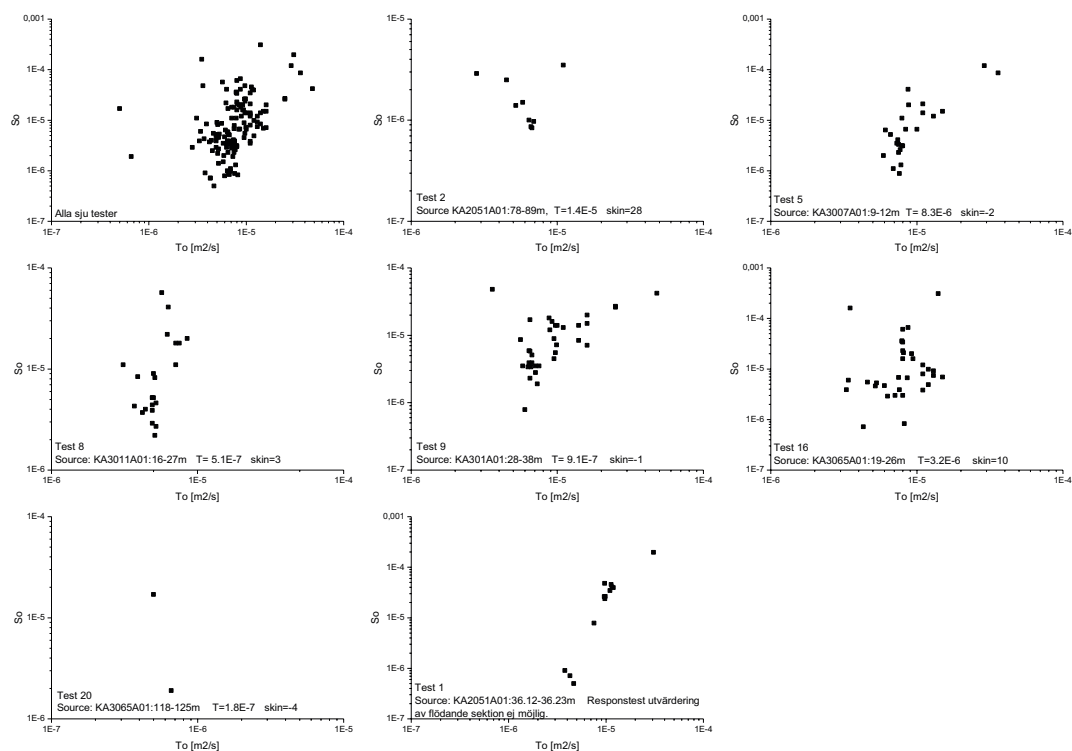 0,001
1E-4
1E-5
1E-6
1E-7
So
Alla sju tester
1E-7
1E-6
1E-5
1E-4
To [m2/s]
1E-5
1E-6
1E-7
So
Test 2
Source KA2051A01:78-89m, T=1.4E-5 skin=28
1E-6
1E-5
1E-4
To [m2/s]
0,001
1E-4
1E-5
1E-6
1E-7
So
Test 5
Source KA3007A01:9-12m T= 8.3E-6 skin=-2
1E-6
1E-5
1E-4
To [m2/s]
1E-4
1E-5
1E-6
So
Test 8
Source: KA3011A01:16-27m T= 5.1E-7 skin=3
1E-6
1E-5
1E-4
To [m2/s]
1E-4
1E-5
1E-6
1E-7
So
Test 9
Source: KA301A01:28-38m T= 9.1E-7 skin=-1
1E-6
1E-5
1E-4
To [m2/s]
0,001
1E-4
1E-5
1E-6
1E-7
So
Test 16
Soruce: KA3065A01:19-26m T=3.2E-6 skin=10
1E-6
1E-5
1E-4
To [m2/s]
1E-4
1E-5
1E-6
So
Test 20
Source: KA3065A01:118-125m T=1.8E-7 skin=-4
1E-7
1E-6
1E-5
To [m2/s]
0,001
1E-4
1E-5
1E-6
1E-7
So
Test 1
Source: KA2051A01:36.12-36.23m Responstest utvärdering
av flödande sektion ej möjlig.
1E-6
1E-5
1E-4
To [m2/s]